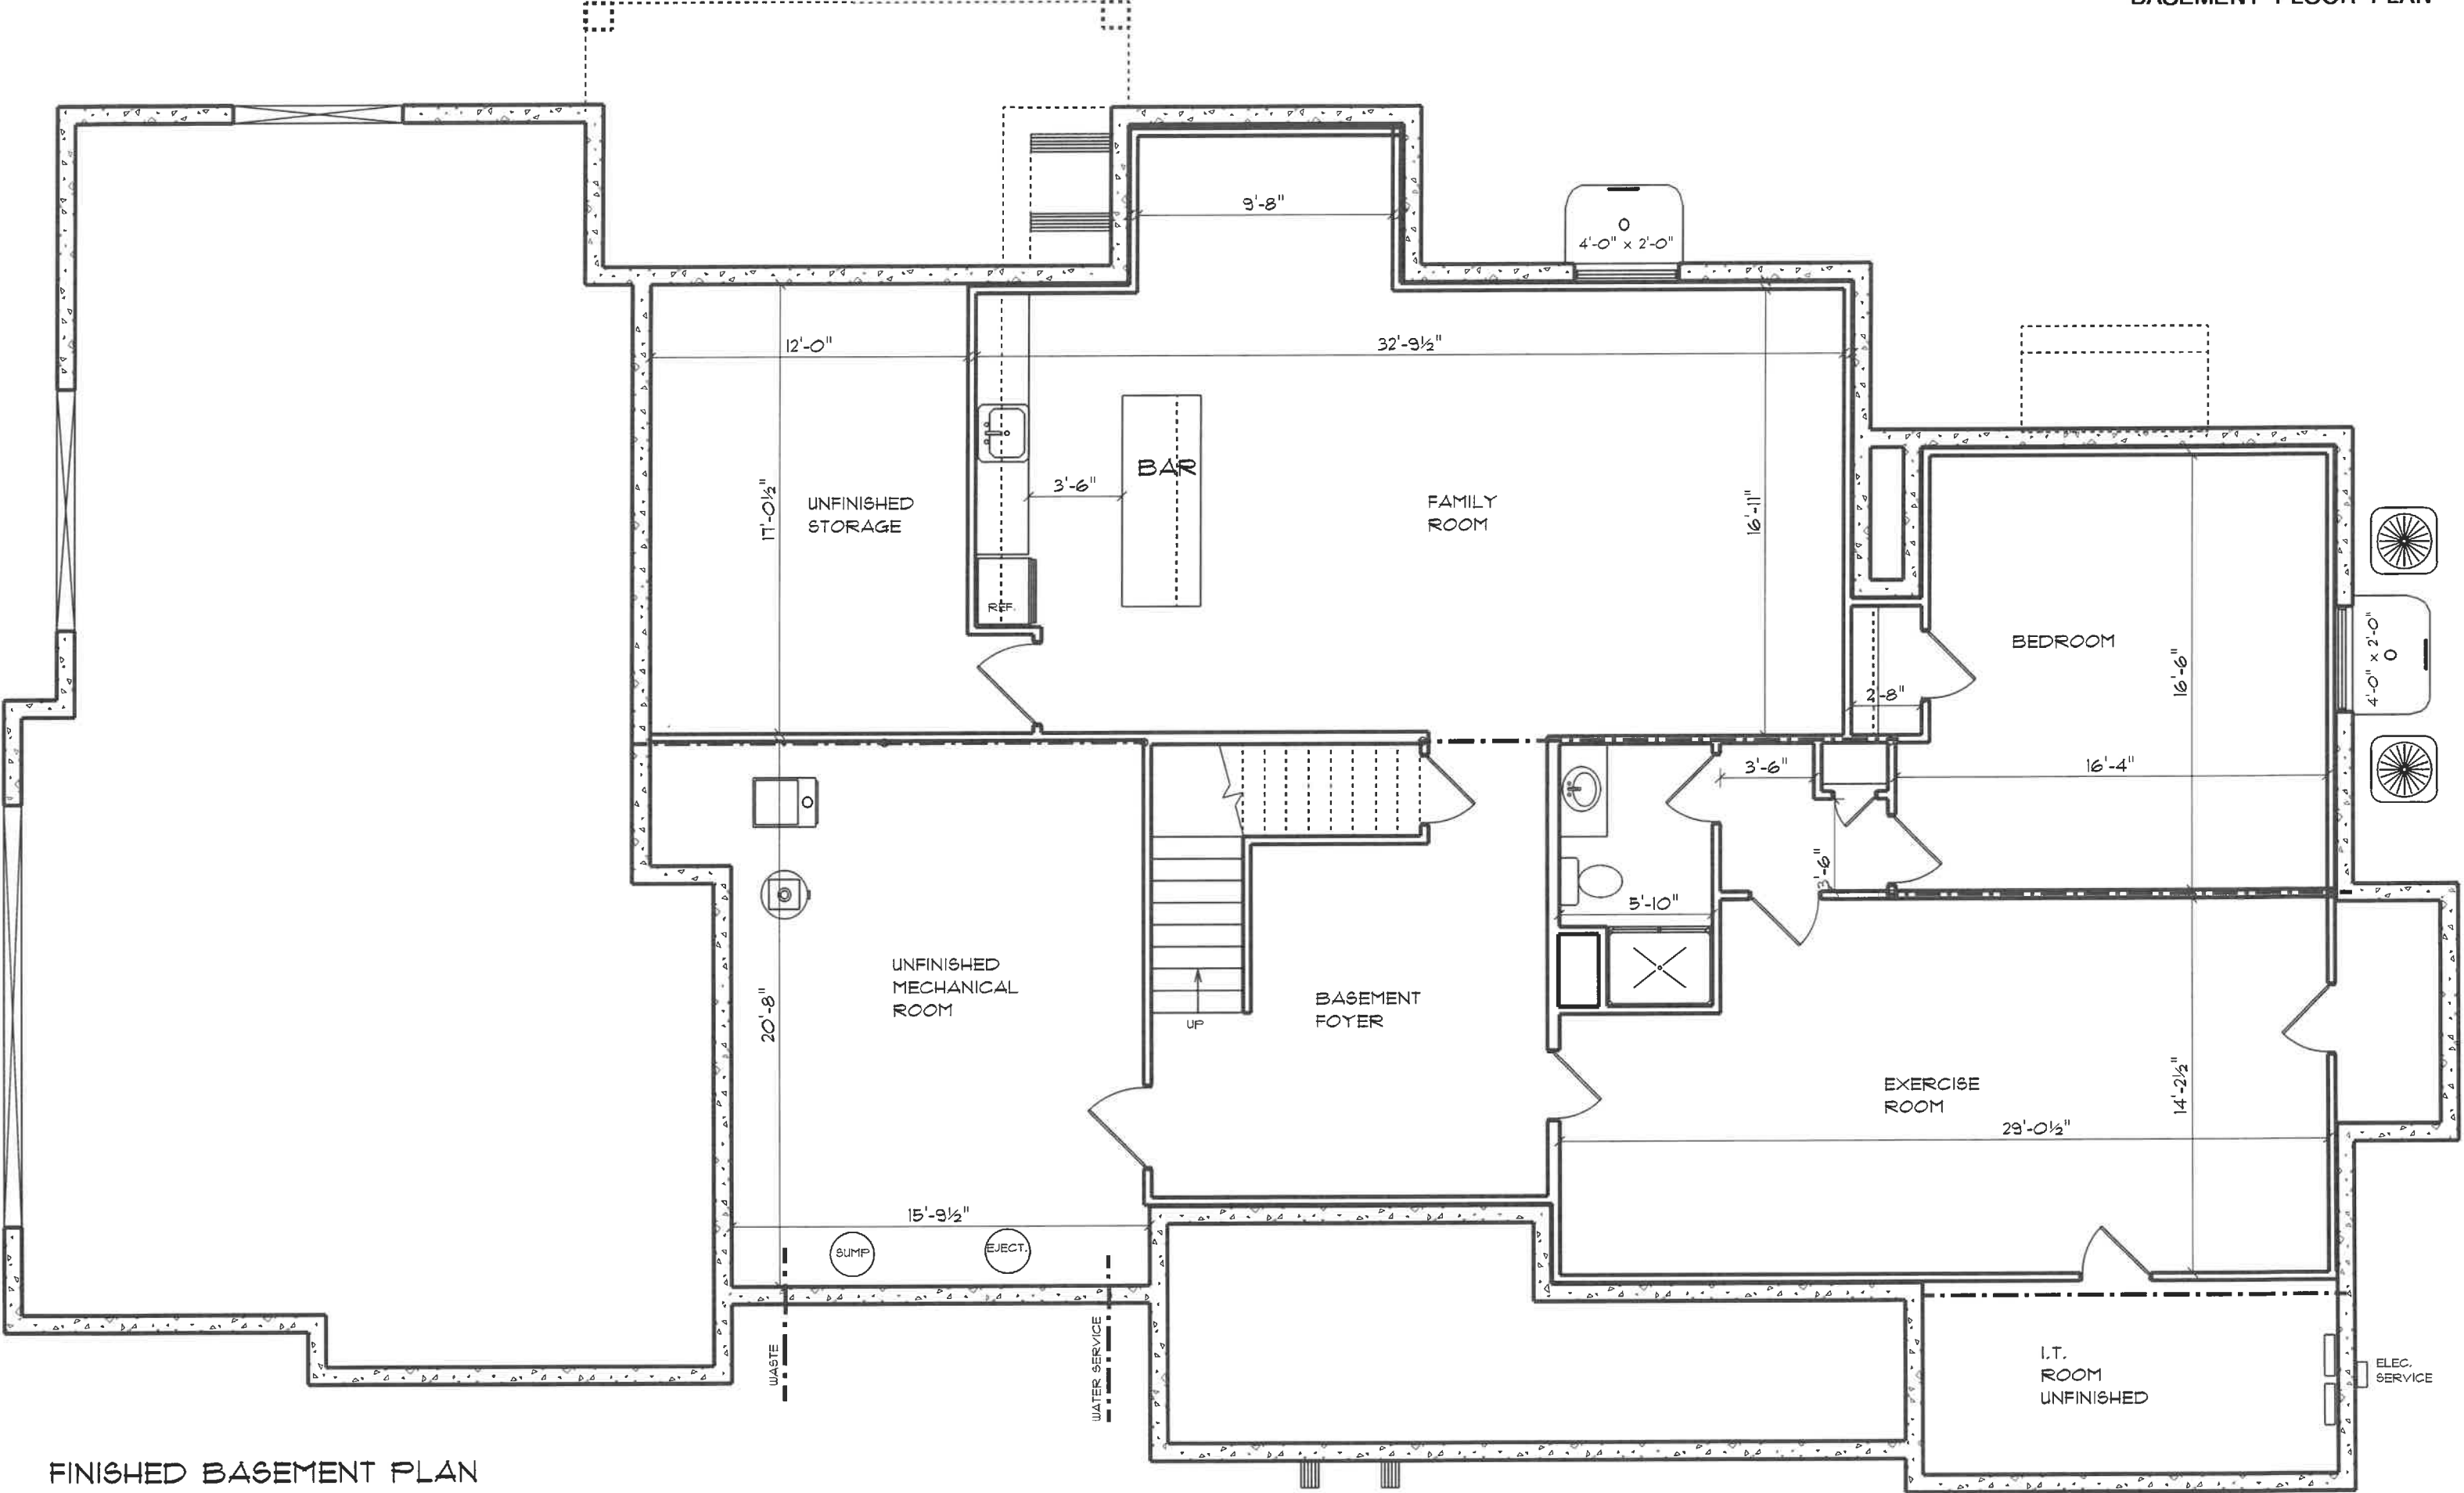 BASEMENT FLOOR PLAN
9'-8"
O
4'-0" x 2'-0"
12'-0"
32'-9½"
BAR
3'-6"
17'-0½"
UNFINISHED
STORAGE
FAMILY
ROOM
16'-11"
REF.
BEDROOM
4'-0" x 2'-0"
O
16'-6"
2'-8"
3'-6"
16'-4"
3'-6"
5'-10"
UNFINISHED
MECHANICAL
ROOM
20'-8"
BASEMENT
FOYER
UP
EXERCISE
ROOM
14'-2½"
29'-0½"
15'-9½"
SUMP
EJECT.
WASTE
WATER SERVICE
I.T.
ROOM
UNFINISHED
ELEC.
SERVICE
FINISHED BASEMENT PLAN